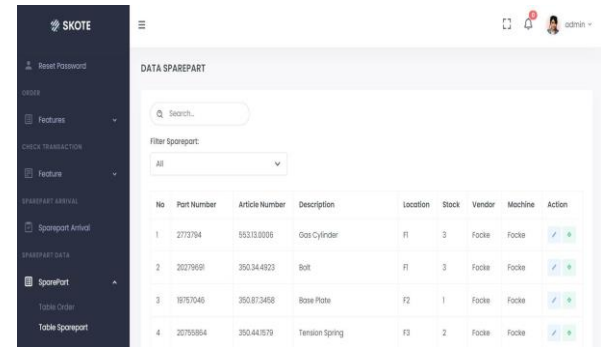 SKOTE
0
admin
Reset Password
DATA SPAREPART
ORDER
Features
Search...
Filter Sparepart:
CHECK TRANSACTION
All
Feature
SPAREPART ARRIVAL
No Part Number Article Number Description Location Stock Vendor Machine Action
Sparepart Arrival
1 2773794 553.13.0006 Gas Cylinder F1 3 Focke Focke
SPAREPART DATA
2 20279691 350.34.4923 Bolt F1 3 Focke Focke
SparePart
3 19757046 350.87.3458 Base Plate F2 1 Focke Focke
Table Order
Table Sparepart
4 20755864 350.44.1579 Tension Spring F3 2 Focke Focke